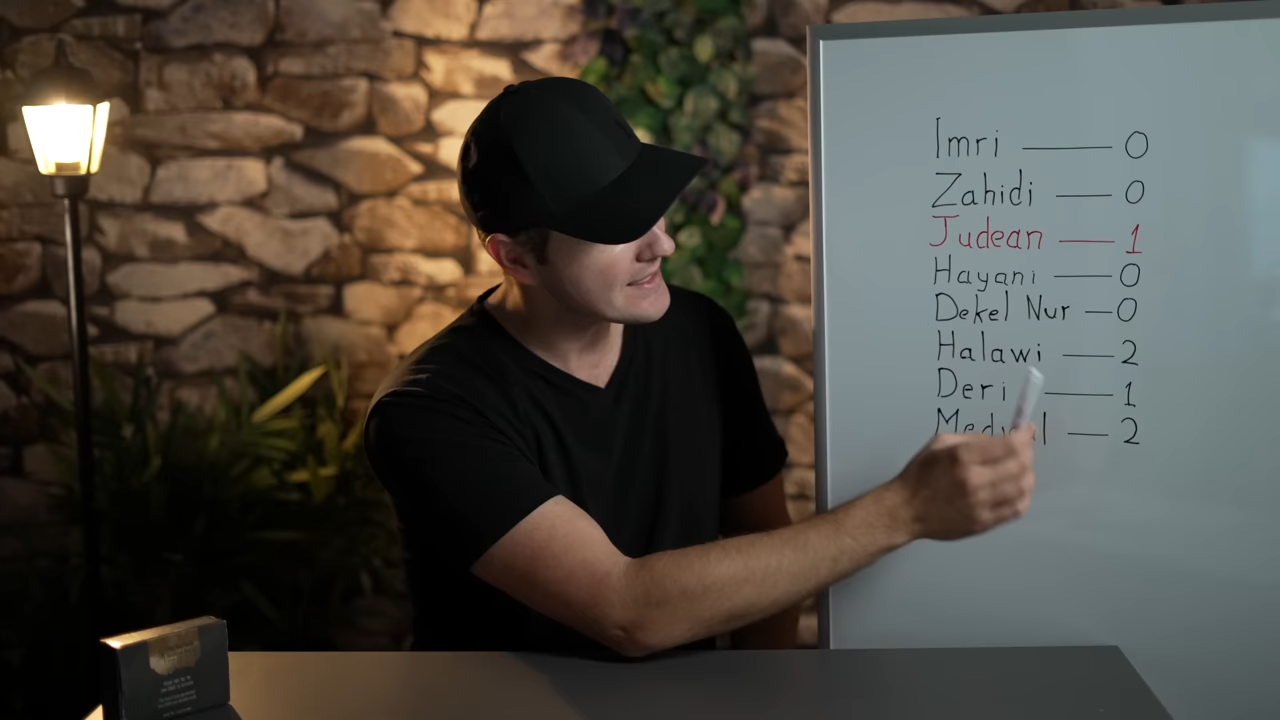 Imri — 0
Zahidi — 0
Judean — 1
Hayani — 0
Dekel Nur — 0
Halawi — 2
Deri — 1
— 2